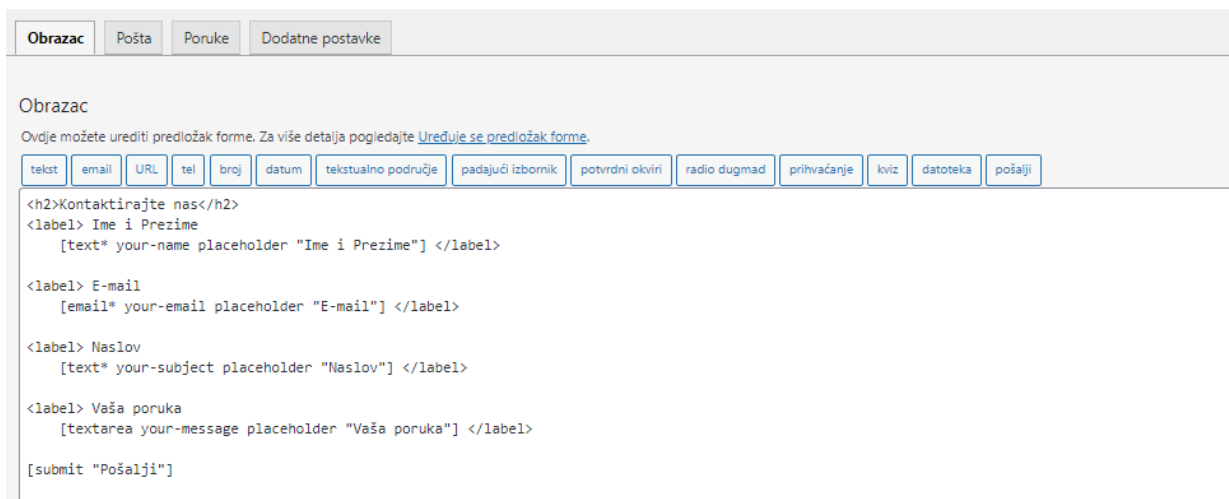 Obrazac Pošta Poruke Dodatne postavke
Obrazac
Ovdje možete urediti predložak forme. Za više detalja pogledajte Uređuje se predložak forme.
tekst email URL tel broj datum tekstualno područje padajući izbornik potvrdni okviri radio dugmad prihvaćanje kviz datoteka pošalji
<h2>Kontaktirajte nas</h2>
<label> Ime i Prezime
[text* your-name placeholder "Ime i Prezime"] </label>
<label> E-mail
[email* your-email placeholder "E-mail"] </label>
<label> Naslov
[text* your-subject placeholder "Naslov"] </label>
<label> Vaša poruka
[textarea your-message placeholder "Vaša poruka"] </label>
[submit "Pošalji"]